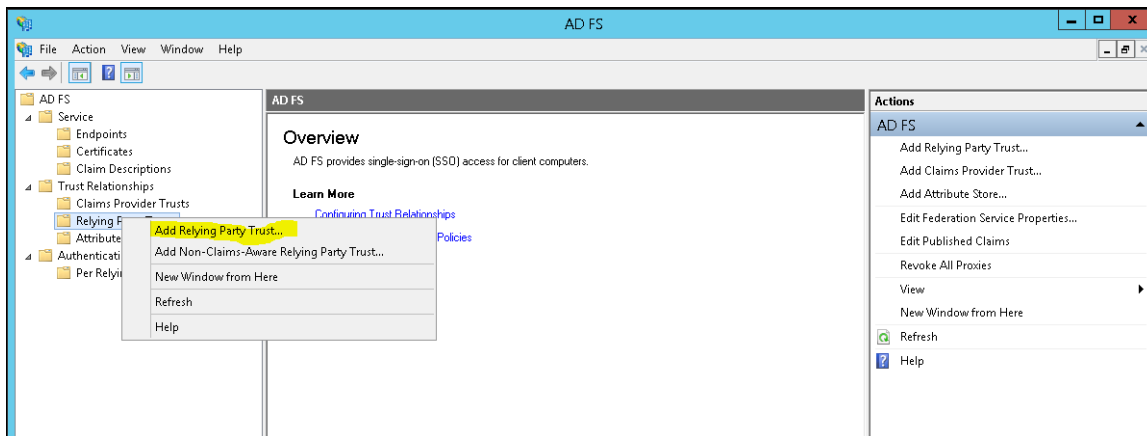 AD FS
File Action View Window Help
AD FS
Service
Endpoints
Certificates
Claim Descriptions
Trust Relationships
Claims Provider Trusts
Relying
Attribute
Per
AD FS
Overview
AD FS provides single-sign-on (SSO) access for client computers.
Learn More
Configuring Trust Relationships
Policies
Add Relying Party Trust...
Add Non-Claims-Aware Relying Party Trust...
New Window from Here
Refresh
Help
Actions
AD FS
Add Relying Party Trust...
Add Claims Provider Trust...
Add Attribute Store...
Edit Federation Service Properties...
Edit Published Claims
Revoke All Proxies
View
New Window from Here
Refresh
Help